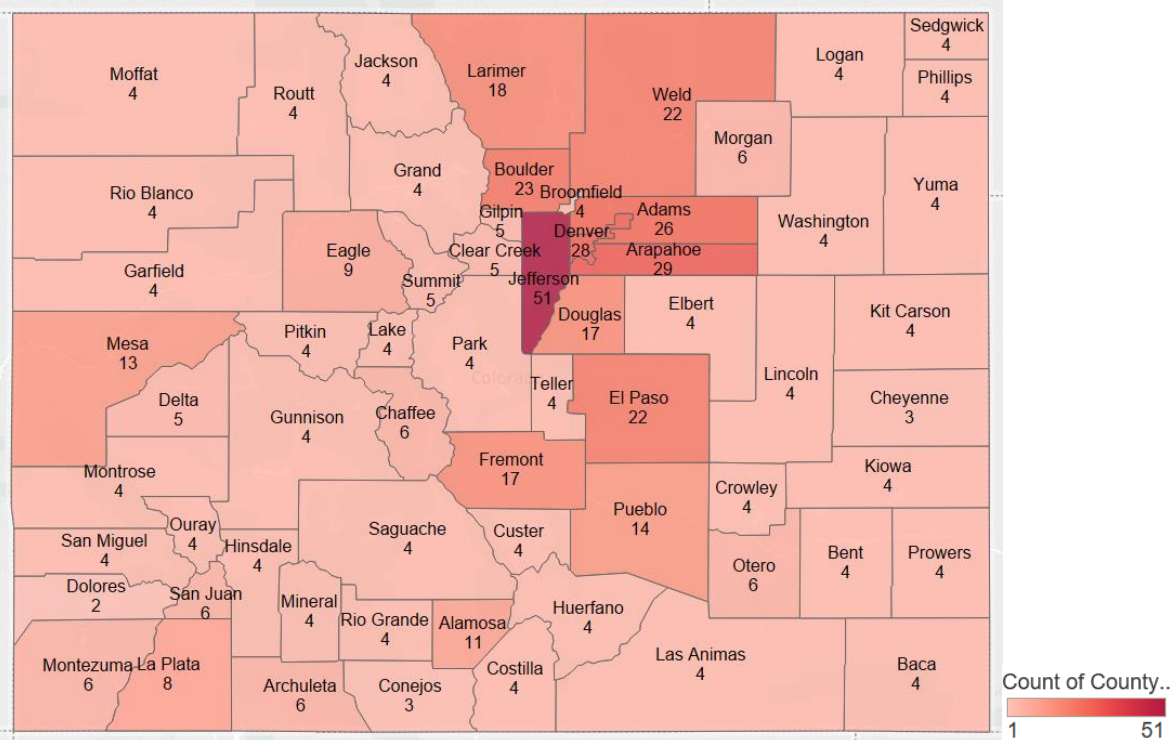 Sedgwick
4
Moffat
4
Routt
4
Jackson
4
Larimer
18
Weld
22
Logan
4
Phillips
4
Morgan
6
Rio Blanco
4
Grand
4
Boulder
23
Broomfield
4
Yuma
4
Gilpin
5
Adams
26
Washington
4
Denver
28
Eagle
9
Clear Creek
5
Arapahoe
29
Garfield
4
Summit
5
Jefferson
51
Douglas
17
Elbert
4
Kit Carson
4
Mesa
13
Pitkin
4
Lake
4
Park
4
Colorado
Teller
4
Lincoln
4
Delta
5
Gunnison
4
Chaffee
6
El Paso
22
Cheyenne
3
Fremont
17
Montrose
4
Kiowa
4
Crowley
4
Pueblo
14
Ouray
4
Saguache
4
Custer
4
San Miguel
4
Hinsdale
4
Bent
4
Prowers
4
Otero
6
Dolores
2
San Juan
6
Mineral
4
Rio Grande
4
Alamosa
11
Huerfano
4
Montezuma
6
La Plata
8
Las Animas
4
Costilla
4
Baca
4
Archuleta
6
Conejos
3
Count of County..
1 51